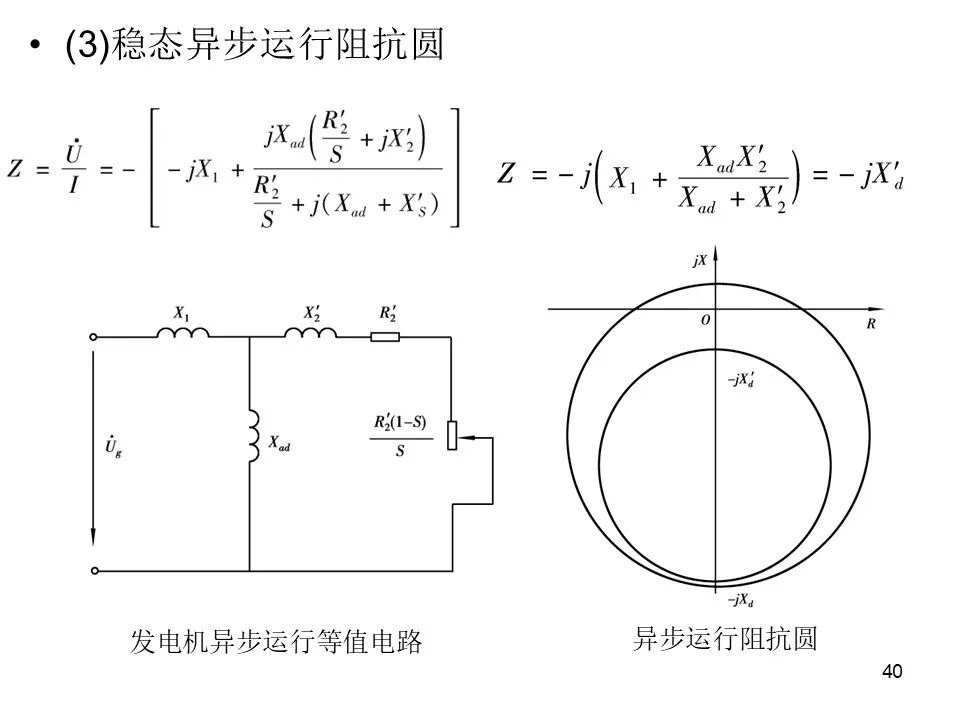 • (3)稳态异步运行阻抗圆
Z = U̇/I = −[−jX₁ + jX_ad(R′₂/S + jX′₂)/(R′₂/S + j(X_ad + X′_S))]
Z = −j(X₁ + X_ad X′₂/(X_ad + X′₂)) = −jX′_d
X₁ X′₂ R′₂
U̇_g
X_ad
R′₂(1−S)/S
jX
O R
−jX′_d
−jX_d
发电机异步运行等值电路
异步运行阻抗圆
40